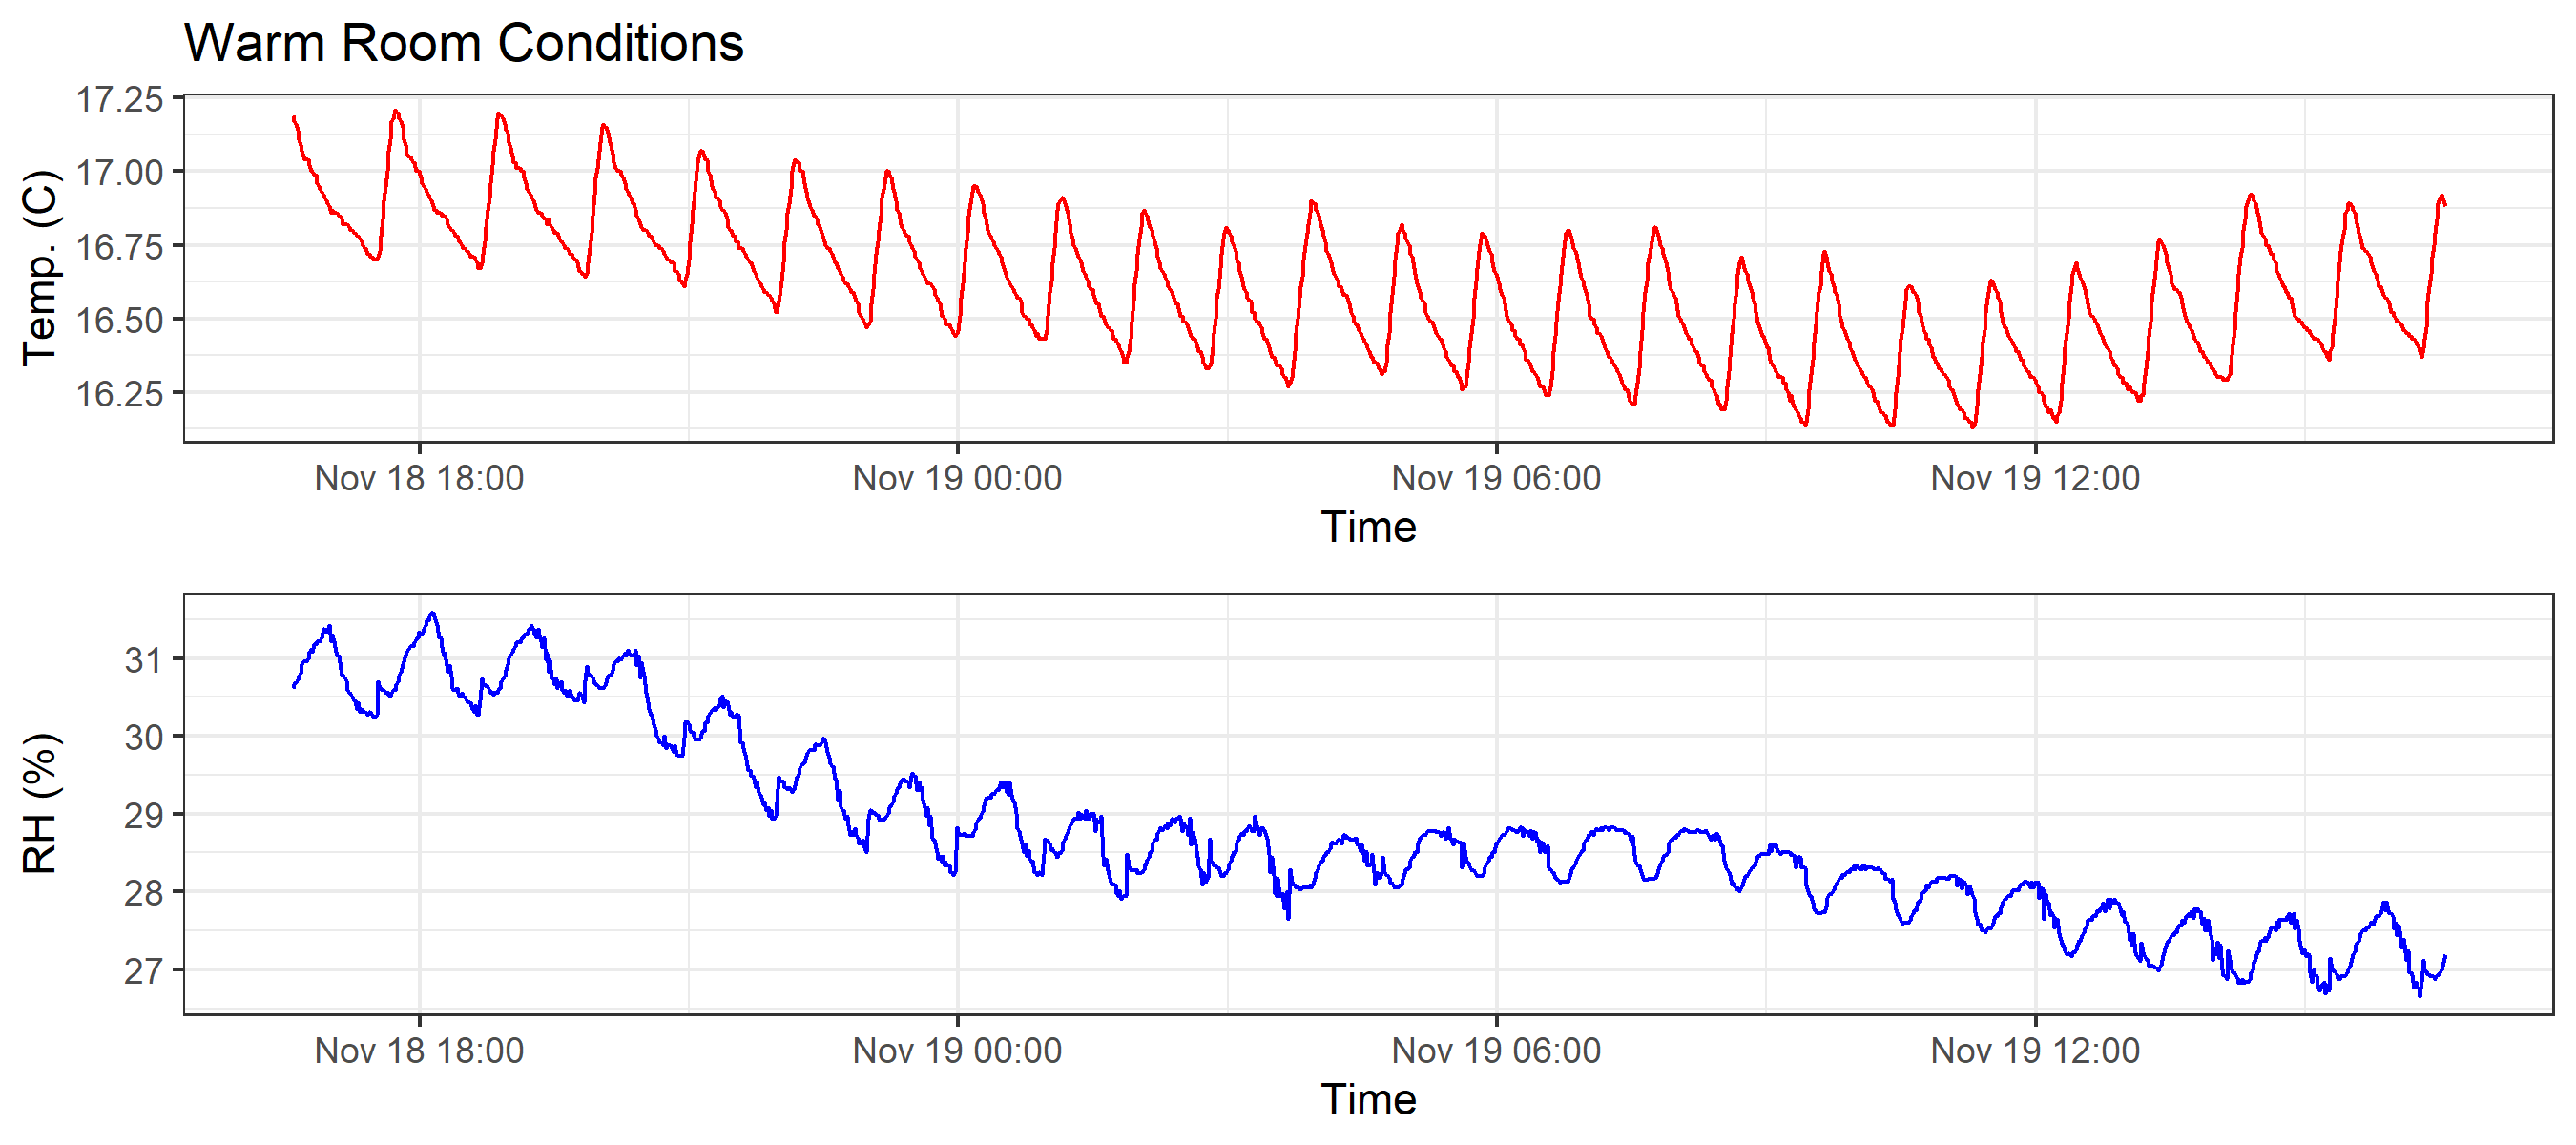 Warm Room Conditions
Temp. (C)
17.25
17.00
16.75
16.50
16.25
Nov 18 18:00 Nov 19 00:00 Nov 19 06:00 Nov 19 12:00
Time
RH (%)
31
30
29
28
27
Nov 18 18:00 Nov 19 00:00 Nov 19 06:00 Nov 19 12:00
Time